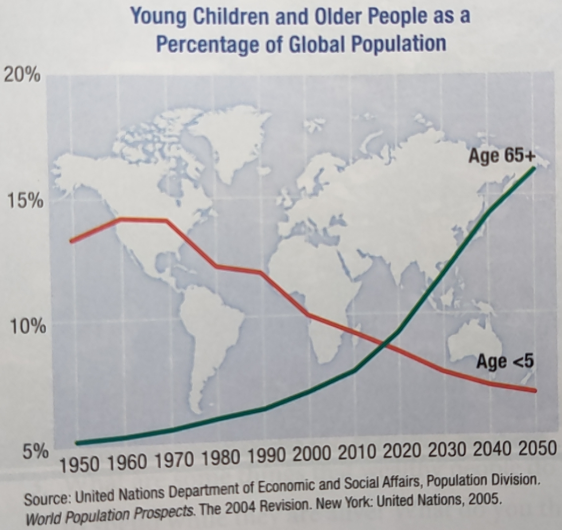 Young Children and Older People as a
Percentage of Global Population
20%
Age 65+
15%
10%
Age <5
5%
1950 1960 1970 1980 1990 2000 2010 2020 2030 2040 2050
Source: United Nations Department of Economic and Social Affairs, Population Division.
World Population Prospects. The 2004 Revision. New York: United Nations, 2005.